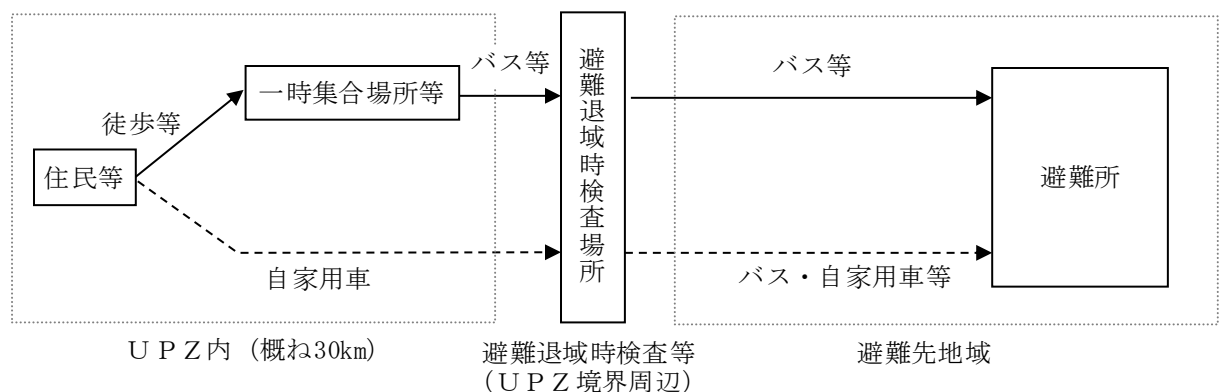 バス等
バス等
一時集合場所等
徒歩等
住民等
避難退域時検査場所
避難所
自家用車
バス・自家用車等
ＵＰＺ内（概ね30km）
避難退域時検査等
（ＵＰＺ境界周辺）
避難先地域